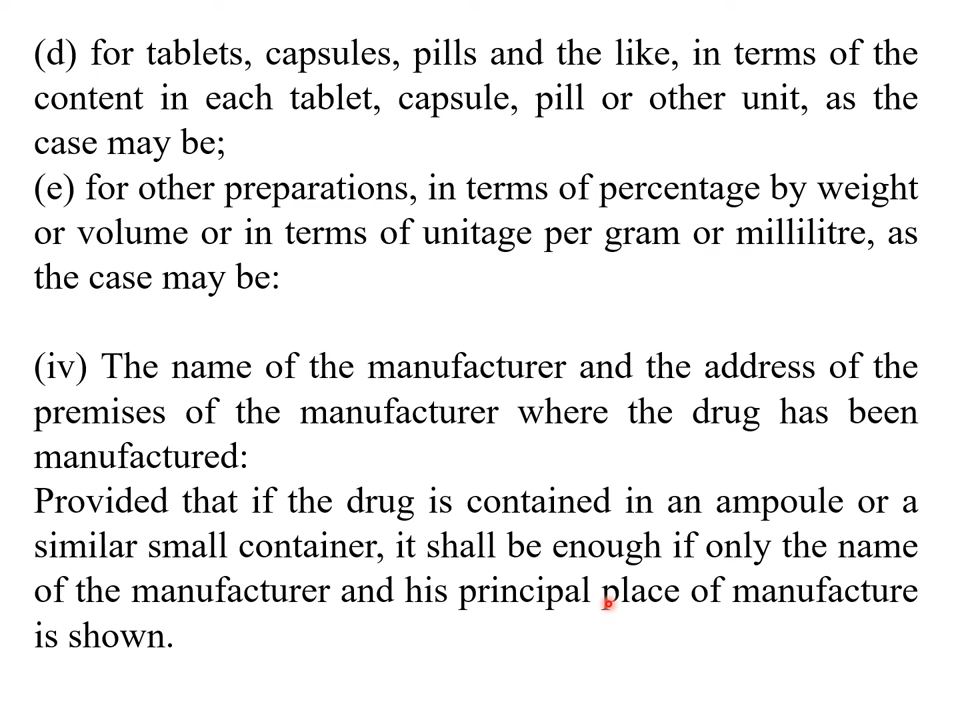 (d) for tablets, capsules, pills and the like, in terms of the
content in each tablet, capsule, pill or other unit, as the
case may be;
(e) for other preparations, in terms of percentage by weight
or volume or in terms of unitage per gram or millilitre, as
the case may be:
(iv) The name of the manufacturer and the address of the
premises of the manufacturer where the drug has been
manufactured:
Provided that if the drug is contained in an ampoule or a
similar small container, it shall be enough if only the name
of the manufacturer and his principal place of manufacture
is shown.